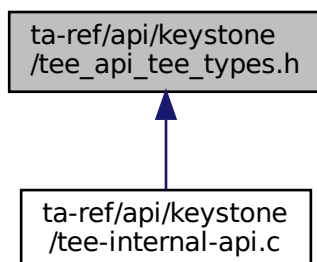 ta-ref/api/keystone
/tee_api_tee_types.h
ta-ref/api/keystone
/tee-internal-api.c